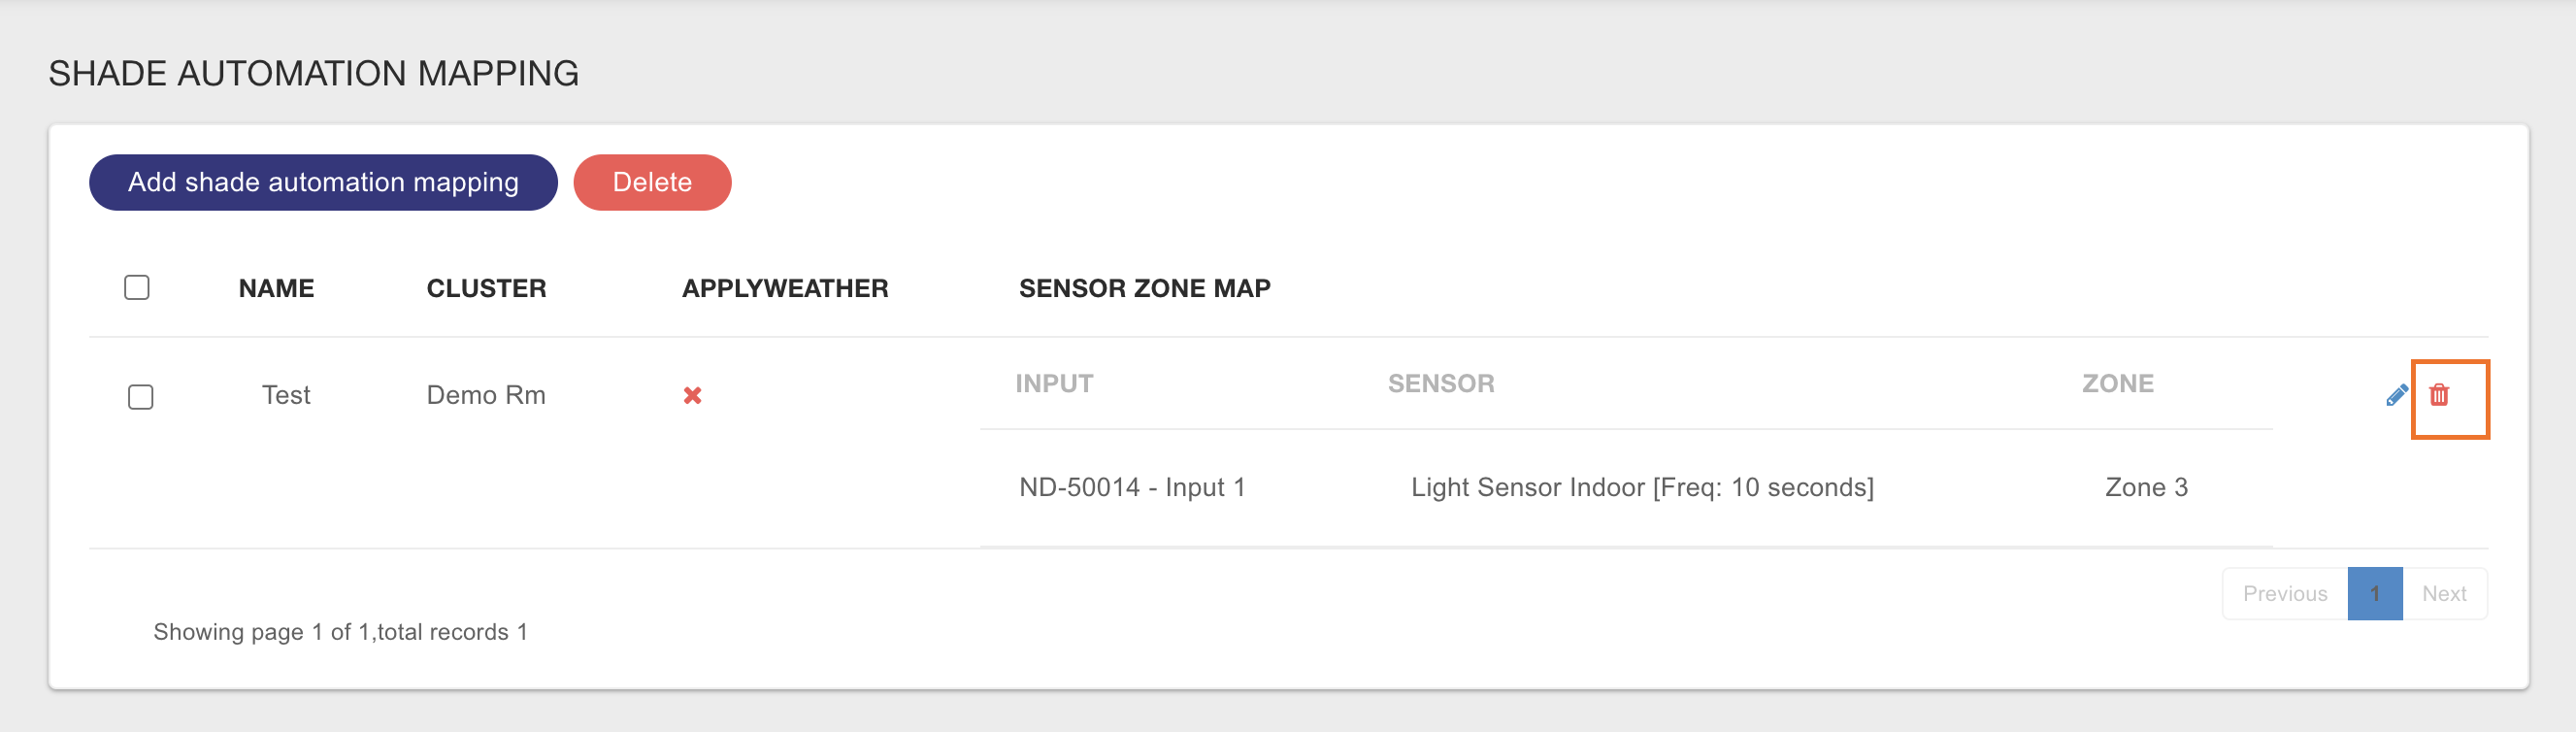 SHADE AUTOMATION MAPPING
Add shade automation mapping Delete
NAME CLUSTER APPLYWEATHER SENSOR ZONE MAP
Test Demo Rm INPUT SENSOR ZONE
ND-50014 - Input 1 Light Sensor Indoor [Freq: 10 seconds] Zone 3
Previous 1 Next
Showing page 1 of 1,total records 1